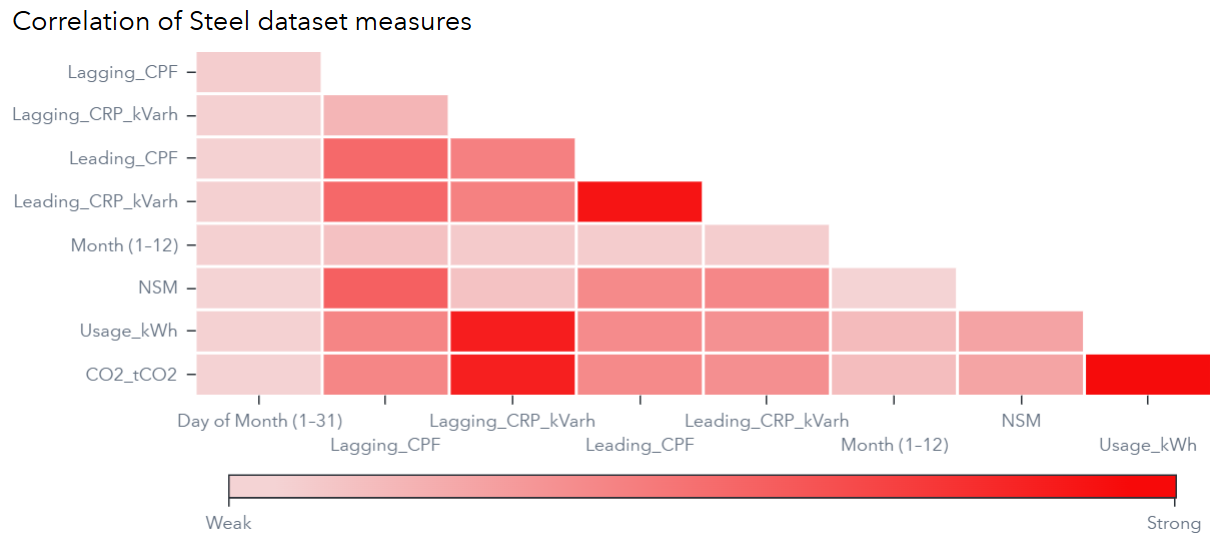 Correlation of Steel dataset measures
Lagging_CPF
Lagging_CRP_kVarh
Leading_CPF
Leading_CRP_kVarh
Month (1–12)
NSM
Usage_kWh
CO2_tCO2
Day of Month (1–31)
Lagging_CPF
Lagging_CRP_kVarh
Leading_CPF
Leading_CRP_kVarh
Month (1–12)
NSM
Usage_kWh
Weak
Strong